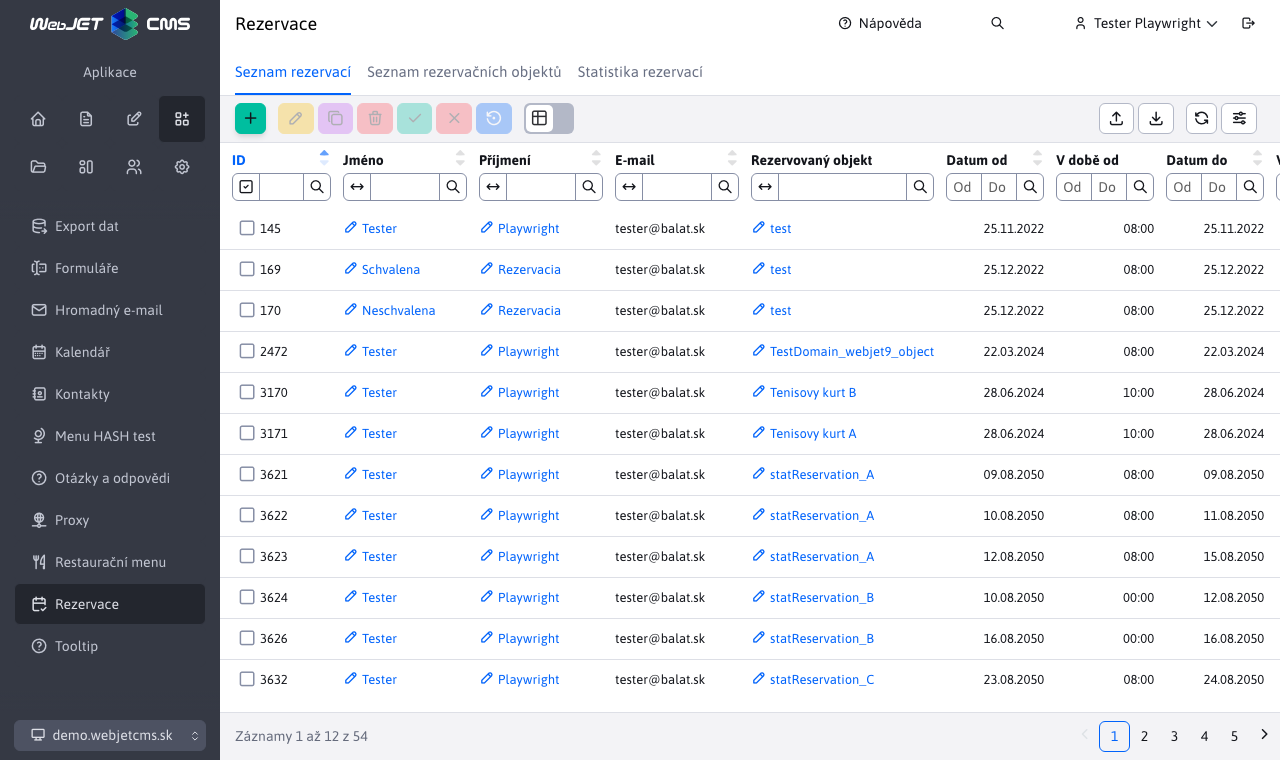 WebJET CMS
Rezervace
Nápověda
Tester Playwright
Aplikace
Seznam rezervací Seznam rezervačních objektů Statistika rezervací
Export dat
Formuláře
Hromadný e-mail
Kalendář
Kontakty
Menu HASH test
Otázky a odpovědi
Proxy
Restaurační menu
Rezervace
Tooltip
demo.webjetcms.sk
ID Jméno Příjmení E-mail Rezervovaný objekt Datum od V době od Datum do V
Od Do Od Do Od Do
145 Tester Playwright tester@balat.sk test 25.11.2022 08:00 25.11.2022
169 Schvalena Rezervacia tester@balat.sk test 25.12.2022 08:00 25.12.2022
170 Neschvalena Rezervacia tester@balat.sk test 25.12.2022 08:00 25.12.2022
2472 Tester Playwright tester@balat.sk TestDomain_webjet9_object 22.03.2024 08:00 22.03.2024
3170 Tester Playwright tester@balat.sk Tenisovy kurt B 28.06.2024 10:00 28.06.2024
3171 Tester Playwright tester@balat.sk Tenisovy kurt A 28.06.2024 10:00 28.06.2024
3621 Tester Playwright tester@balat.sk statReservation_A 09.08.2050 08:00 09.08.2050
3622 Tester Playwright tester@balat.sk statReservation_A 10.08.2050 08:00 11.08.2050
3623 Tester Playwright tester@balat.sk statReservation_A 12.08.2050 08:00 15.08.2050
3624 Tester Playwright tester@balat.sk statReservation_B 10.08.2050 00:00 12.08.2050
3626 Tester Playwright tester@balat.sk statReservation_B 16.08.2050 00:00 16.08.2050
3632 Tester Playwright tester@balat.sk statReservation_C 23.08.2050 08:00 24.08.2050
Záznamy 1 až 12 z 54
1 2 3 4 5